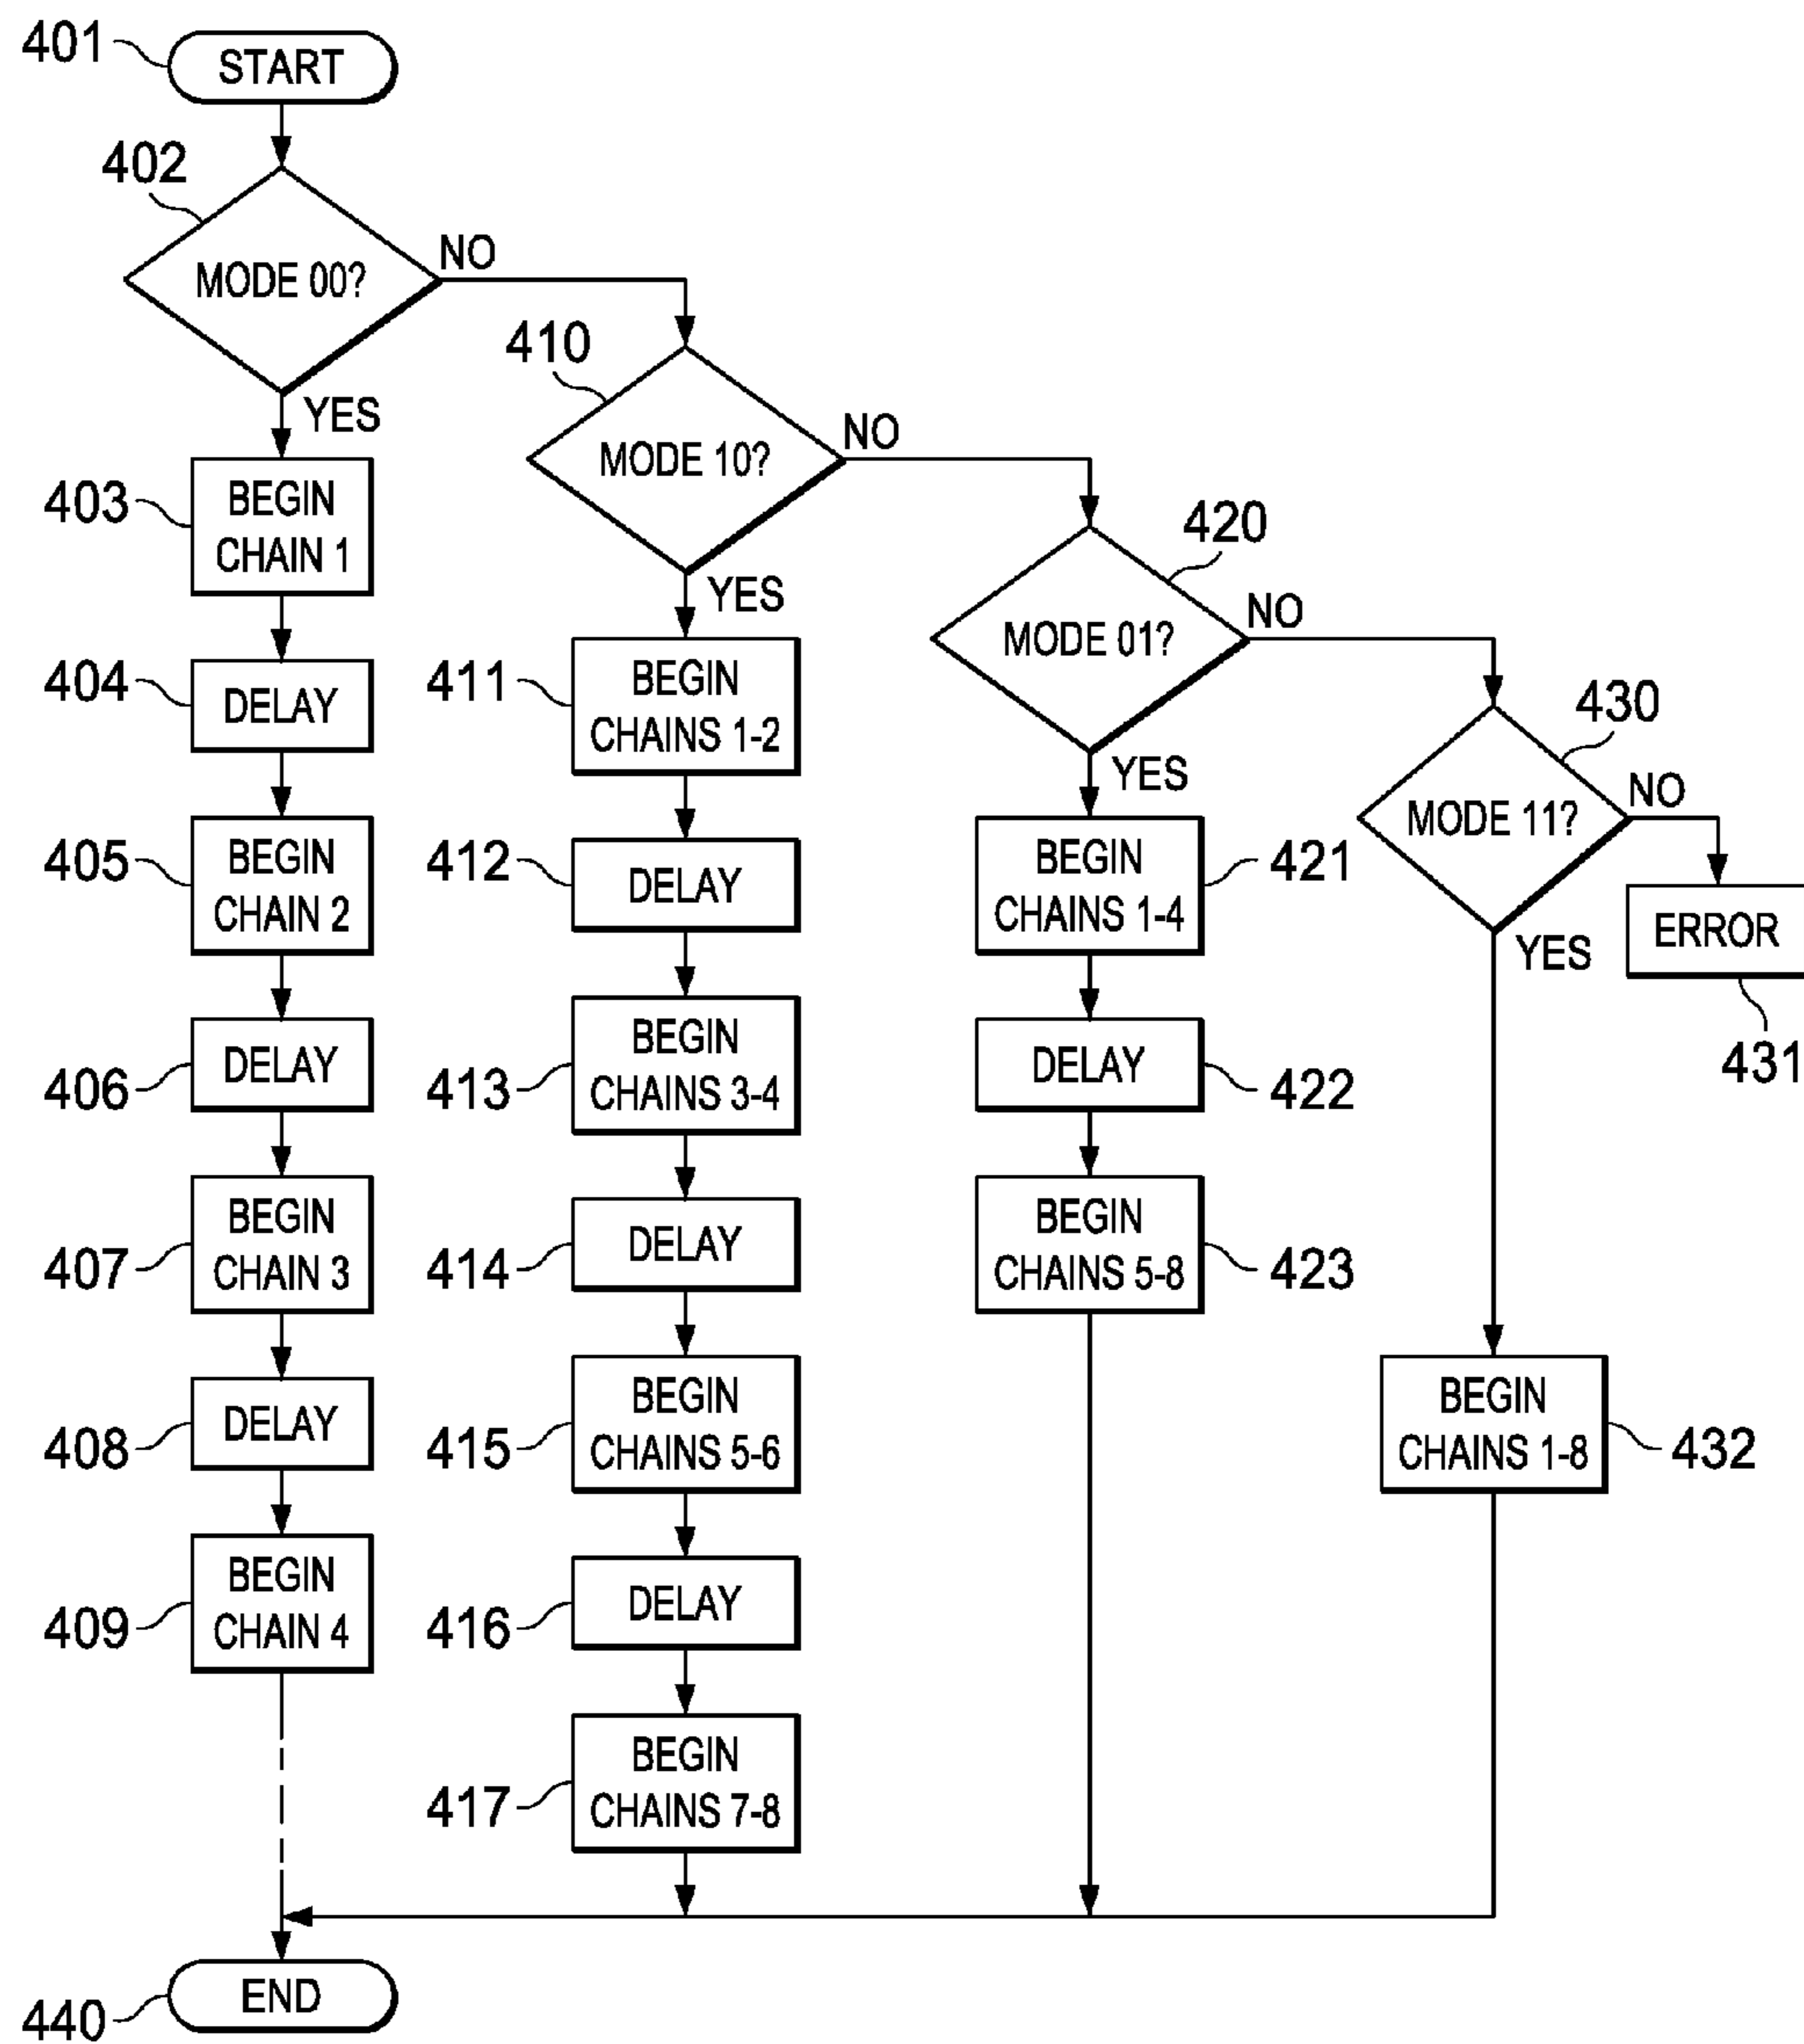 401
START
402
MODE 00?
NO
YES
403
BEGIN
CHAIN 1
404
DELAY
405
BEGIN
CHAIN 2
406
DELAY
407
BEGIN
CHAIN 3
408
DELAY
409
BEGIN
CHAIN 4
410
MODE 10?
NO
YES
411
BEGIN
CHAINS 1-2
412
DELAY
413
BEGIN
CHAINS 3-4
414
DELAY
415
BEGIN
CHAINS 5-6
416
DELAY
417
BEGIN
CHAINS 7-8
420
MODE 01?
NO
YES
BEGIN
CHAINS 1-4
421
DELAY
422
BEGIN
CHAINS 5-8
423
430
MODE 11?
NO
YES
ERROR
431
BEGIN
CHAINS 1-8
432
END
440